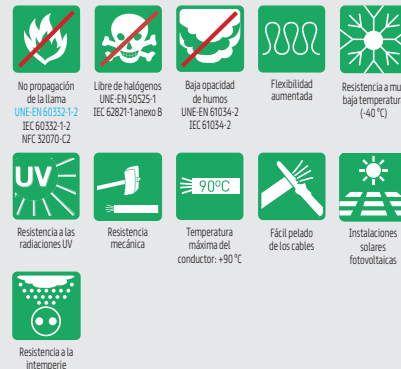 No propagación
de la llama
UNE-EN 60332-1-2
IEC 60332-1-2
NFC 32070-C2
Libre de halógenos
UNE-EN 50525-1
IEC 62821-1 anexo B
Baja opacidad
de humos
UNE-EN 61034-2
IEC 61034-2
Flexibilidad
aumentada
Resistencia a mu
baja temperatura
(-40 °C)
UV
Resistencia a las
radiaciones UV
Resistencia
mecánica
90ºC
Temperatura
máxima del
conductor: +90 °C
Fácil pelado
de los cables
Instalaciones
solares
fotovoltaicas
Resistencia a la
intemperie